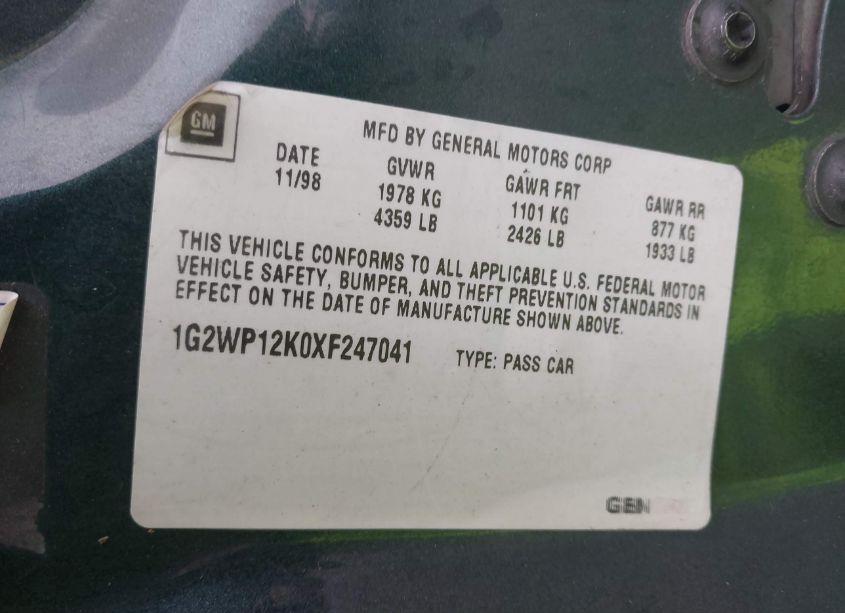 GM
MFD BY GENERAL MOTORS CORP
DATE GVWR GAWR FRT GAWR RR
11/98 1978 KG 1101 KG 877 KG
4359 LB 2426 LB 1933 LB
THIS VEHICLE CONFORMS TO ALL APPLICABLE U.S. FEDERAL MOTOR
VEHICLE SAFETY, BUMPER, AND THEFT PREVENTION STANDARDS IN
EFFECT ON THE DATE OF MANUFACTURE SHOWN ABOVE.
1G2WP12K0XF247041 TYPE: PASS CAR